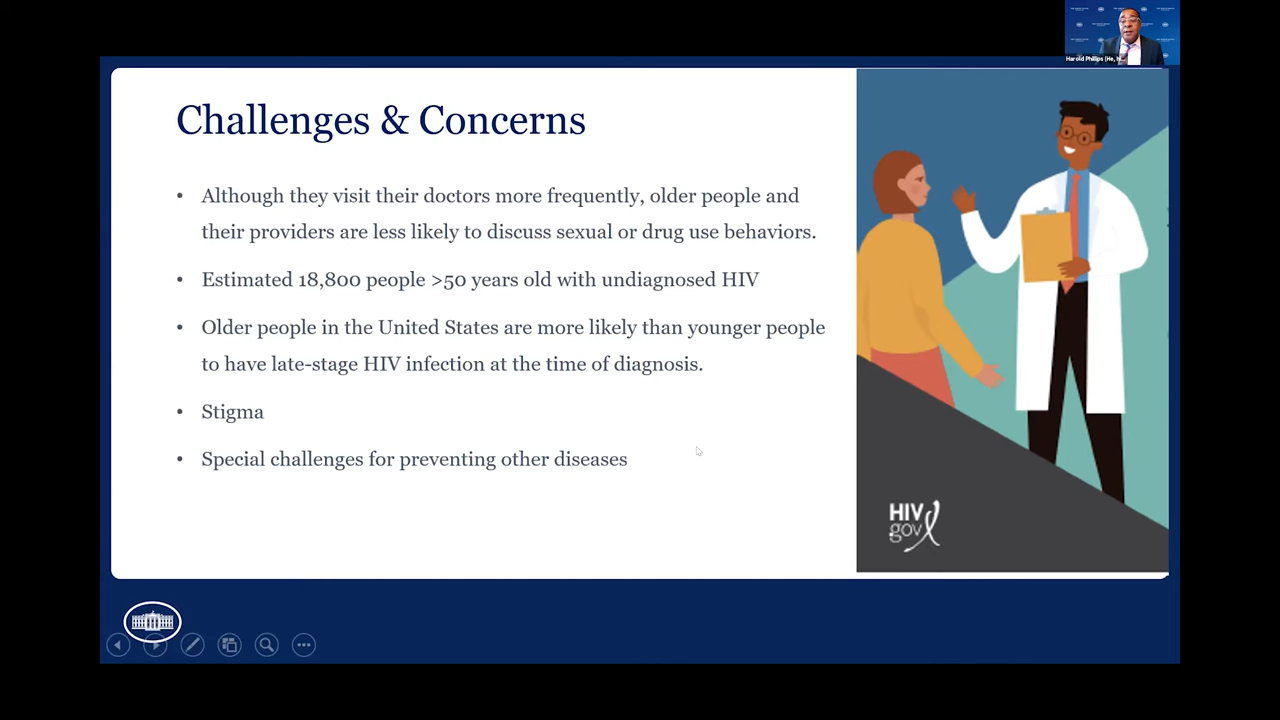 Harold Phillips (He, h...
Challenges & Concerns
• Although they visit their doctors more frequently, older people and
their providers are less likely to discuss sexual or drug use behaviors.
• Estimated 18,800 people >50 years old with undiagnosed HIV
• Older people in the United States are more likely than younger people
to have late-stage HIV infection at the time of diagnosis.
• Stigma
• Special challenges for preventing other diseases
HIV
gov